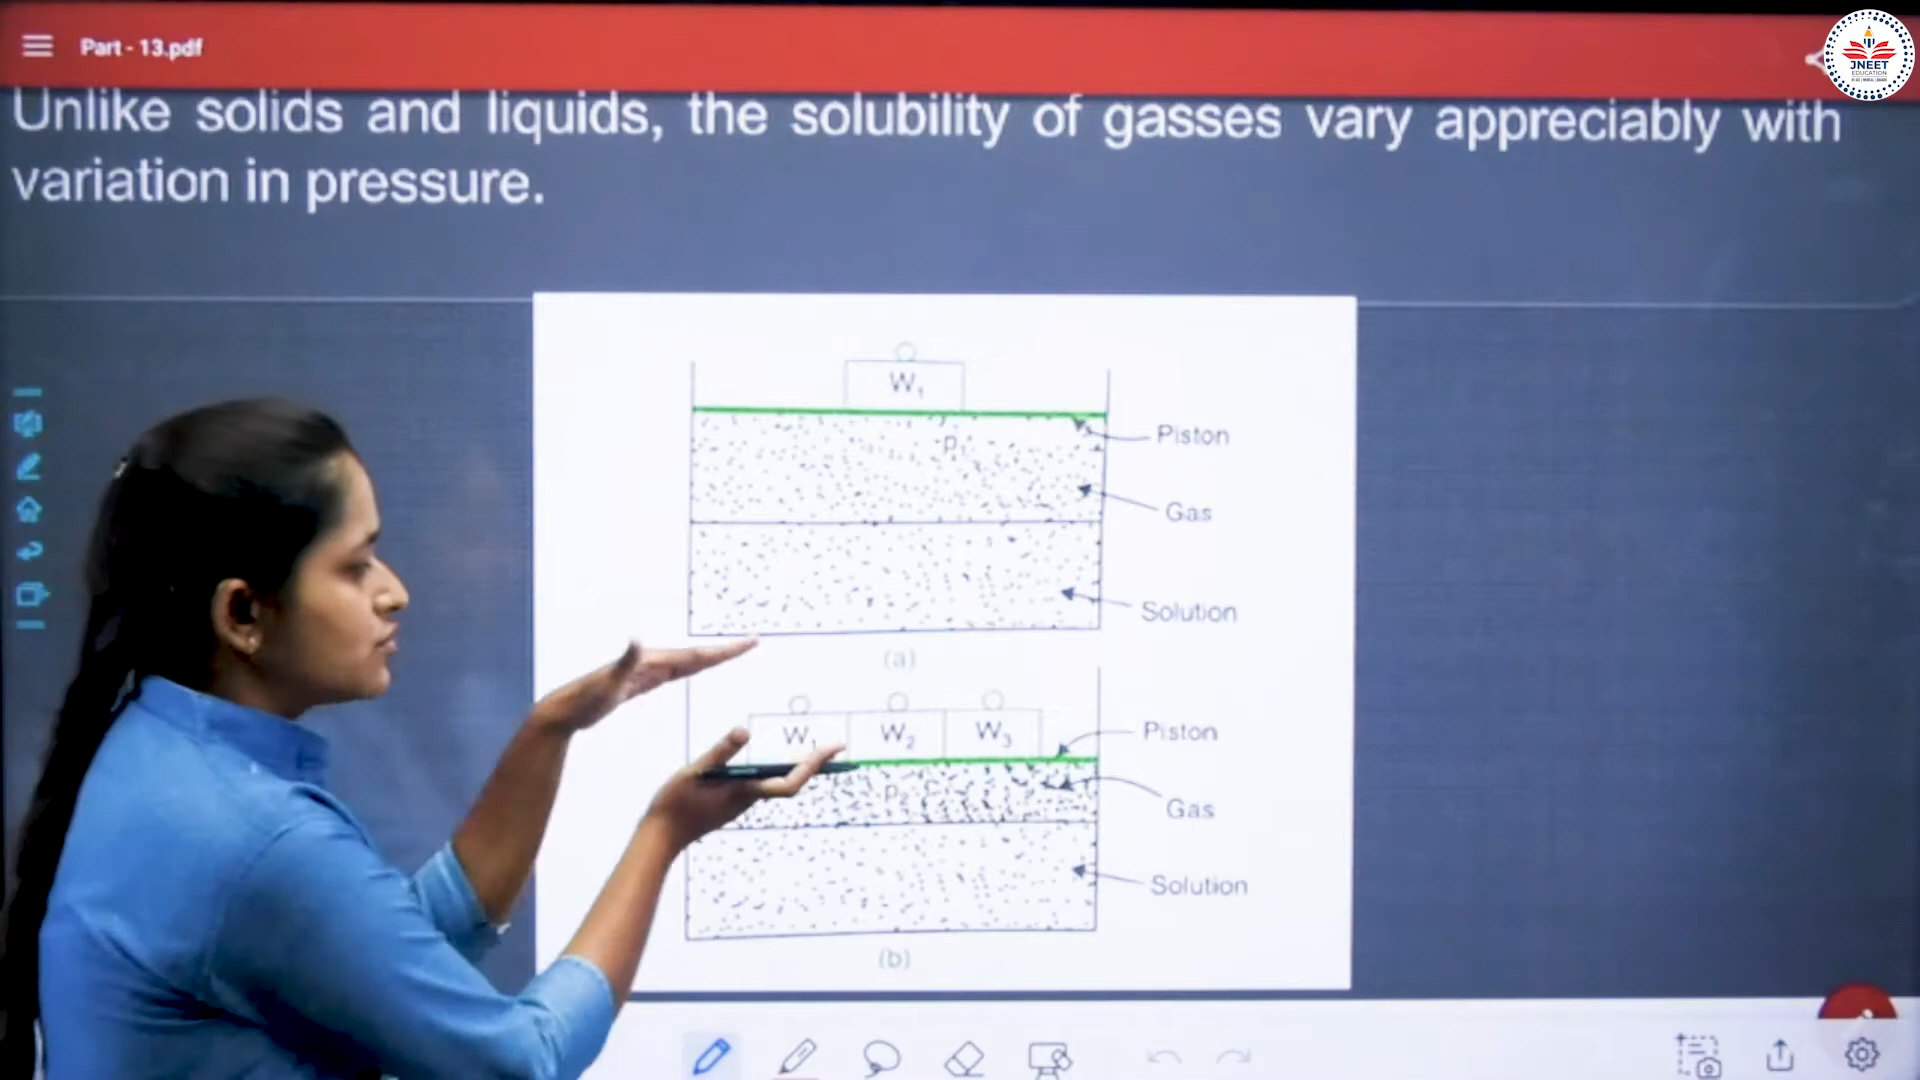 Part - 13.pdf
JNEET
EDUCATION
Unlike solids and liquids, the solubility of gasses vary appreciably with
variation in pressure.
W₁
Piston
p₁
Gas
Solution
(a)
W₁ W₂ W₃
Piston
p₂
Gas
Solution
(b)